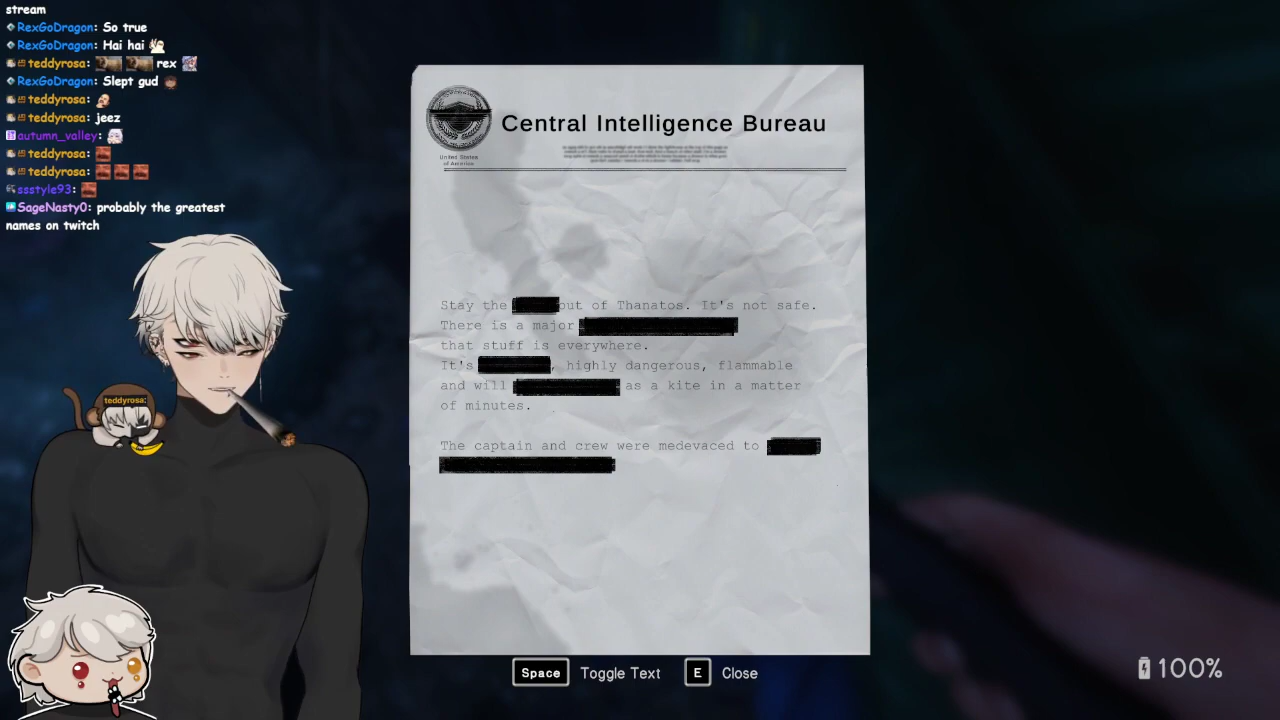 stream
RexGoDragon: So true
RexGoDragon: Hai hai
teddyrosa: rex
RexGoDragon: Slept gud
teddyrosa:
teddyrosa: jeez
autumn_valley:
teddyrosa:
teddyrosa:
ssstyle93:
SageNasty0: probably the greatest
names on twitch
teddyrosa:
Central Intelligence Bureau
United States
of America
Stay the out of Thanatos. It's not safe.
There is a major
that stuff is everywhere.
It's , highly dangerous, flammable
and will as a kite in a matter
of minutes.
The captain and crew were medevaced to
Space Toggle Text E Close
100%